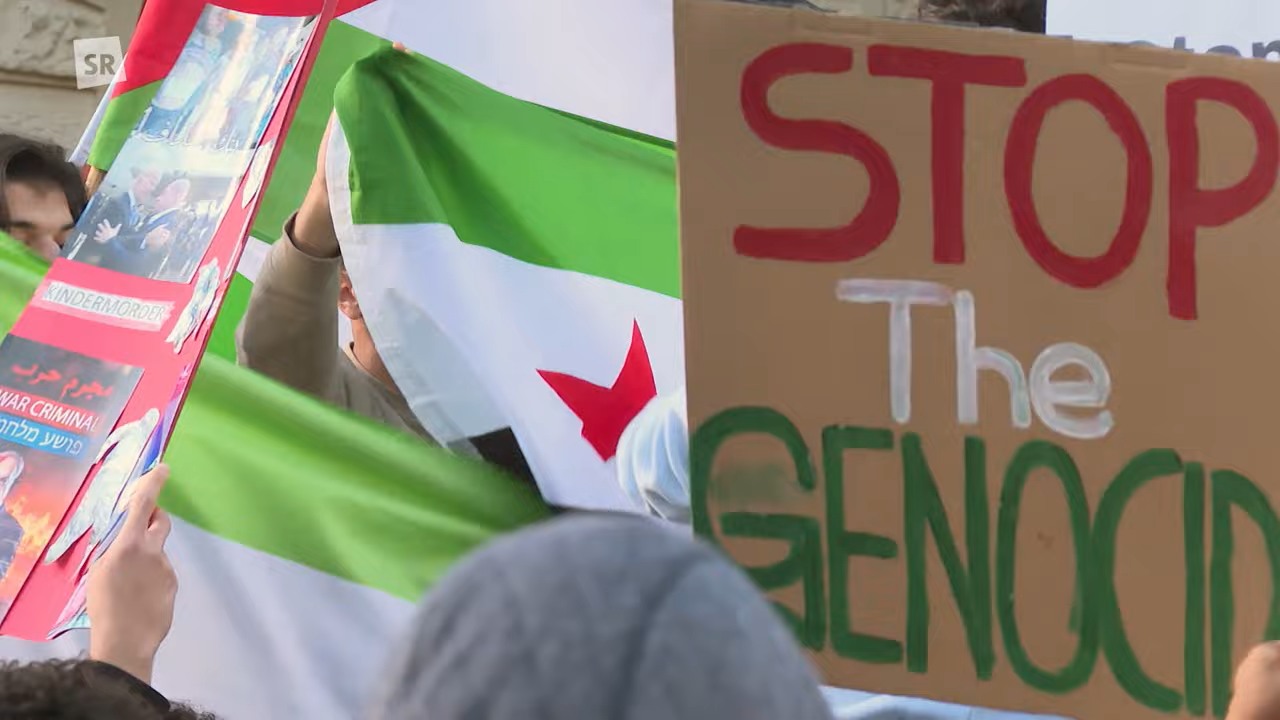 SR
KINDERMÖRDER
مجرم حرب
WAR CRIMINAL
פושע מלחמה
STOP
The
GENOCID